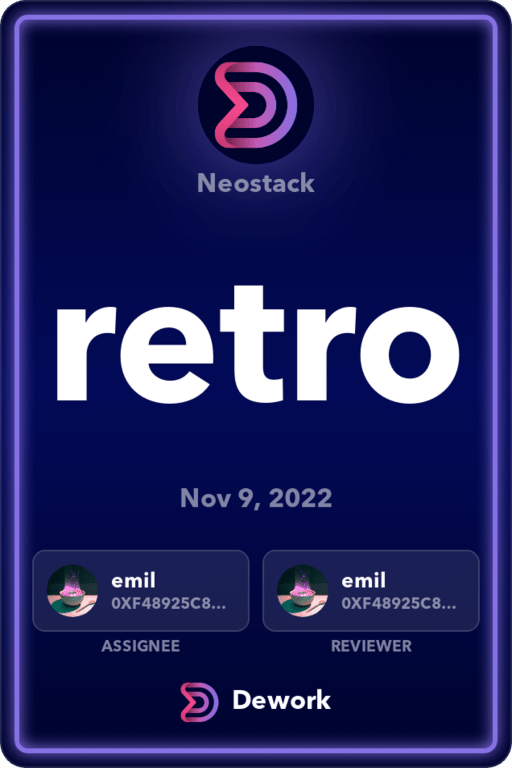 Neostack
retro
Nov 9, 2022
emil
0XF48925C8...
ASSIGNEE
emil
0XF48925C8...
REVIEWER
Dework